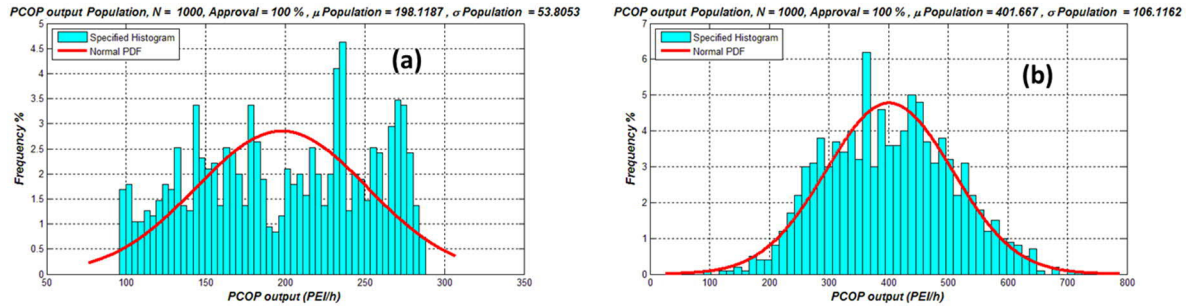 PCOP output Population, N = 1000, Approval = 100 % , μ Population = 198.1187 , σ Population = 53.8053
Specified Histogram
Normal PDF
(a)
Frequency %
5
4.5
4
3.5
3
2.5
2
1.5
1
0.5
0
50
100
150
200
250
300
350
PCOP output (PEI/h)
PCOP output Population, N = 1000, Approval = 100 % , μ Population = 401.667 , σ Population = 106.1162
Specified Histogram
Normal PDF
(b)
Frequency %
7
6
5
4
3
2
1
0
0
100
200
300
400
500
600
700
800
PCOP output (PEI/h)